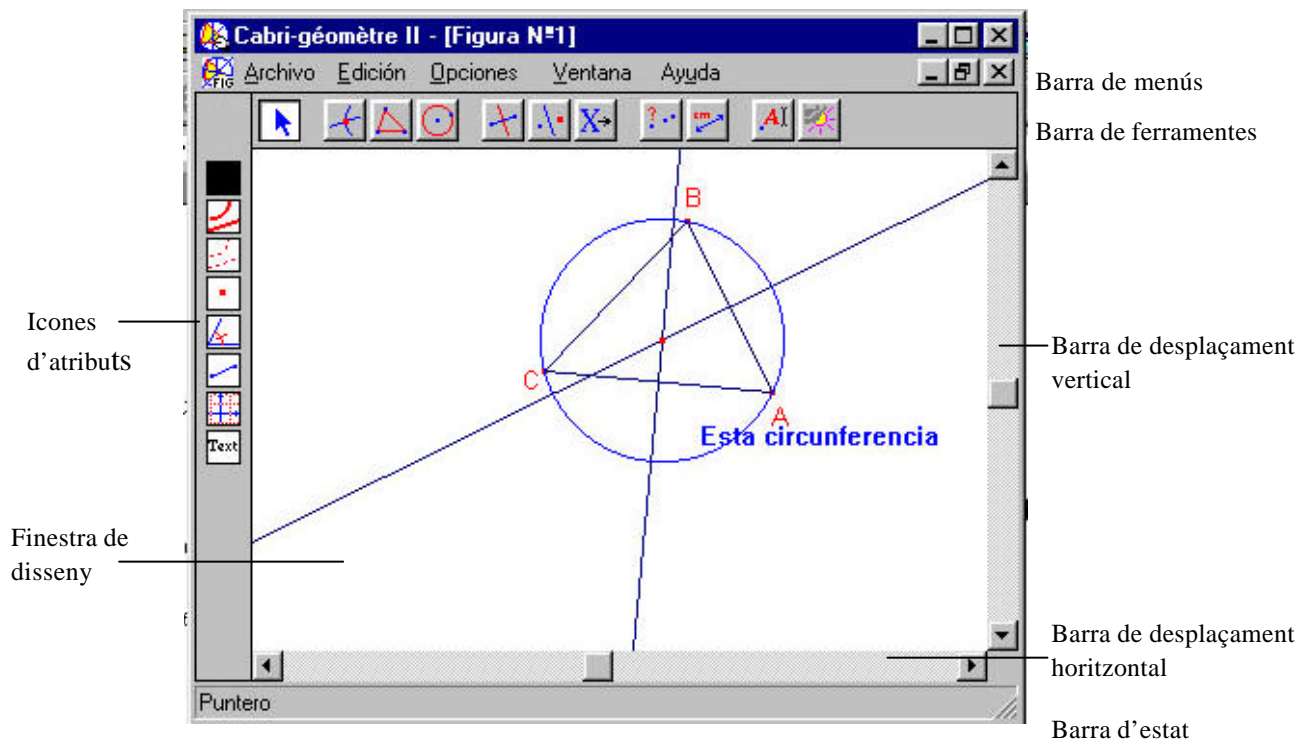 Cabri-géomètre II - [Figura Nº1]
Archivo Edición Opciones Ventana Ayuda
Barra de menús
Barra de ferramentes
B
C
A
Esta circunferencia
Text
Icones
d'atributs
Barra de desplaçament
vertical
Finestra de
disseny
Barra de desplaçament
horitzontal
Puntero
Barra d'estat